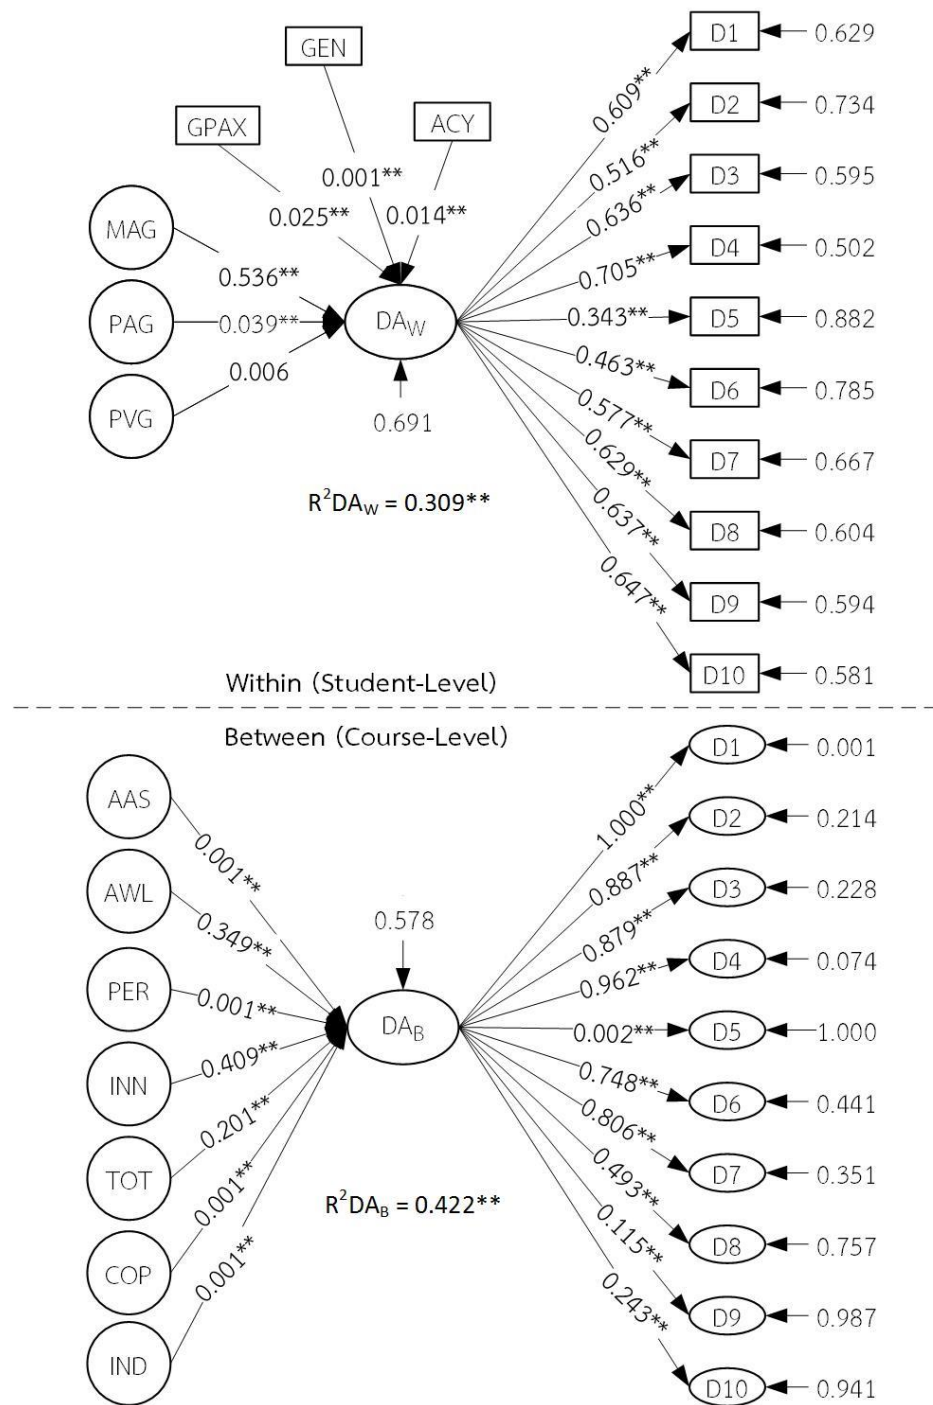 GEN
GPAX
ACY
0.001**
0.025**
0.014**
MAG
PAG
PVG
0.536**
0.039**
0.006
DAW
0.691
R2DAW = 0.309**
0.609**
0.516**
0.636**
0.705**
0.343**
0.463**
0.577**
0.629**
0.637**
0.647**
D1 0.629
D2 0.734
D3 0.595
D4 0.502
D5 0.882
D6 0.785
D7 0.667
D8 0.604
D9 0.594
D10 0.581
Within (Student-Level)
Between (Course-Level)
AAS
AWL
PER
INN
TOT
COP
IND
0.001**
0.349**
0.001**
0.409**
0.201**
0.001**
0.001**
0.578
DAB
R2DAB = 0.422**
1.000**
0.887**
0.879**
0.962**
0.002**
0.748**
0.806**
0.493**
0.115**
0.243**
D1 0.001
D2 0.214
D3 0.228
D4 0.074
D5 1.000
D6 0.441
D7 0.351
D8 0.757
D9 0.987
D10 0.941